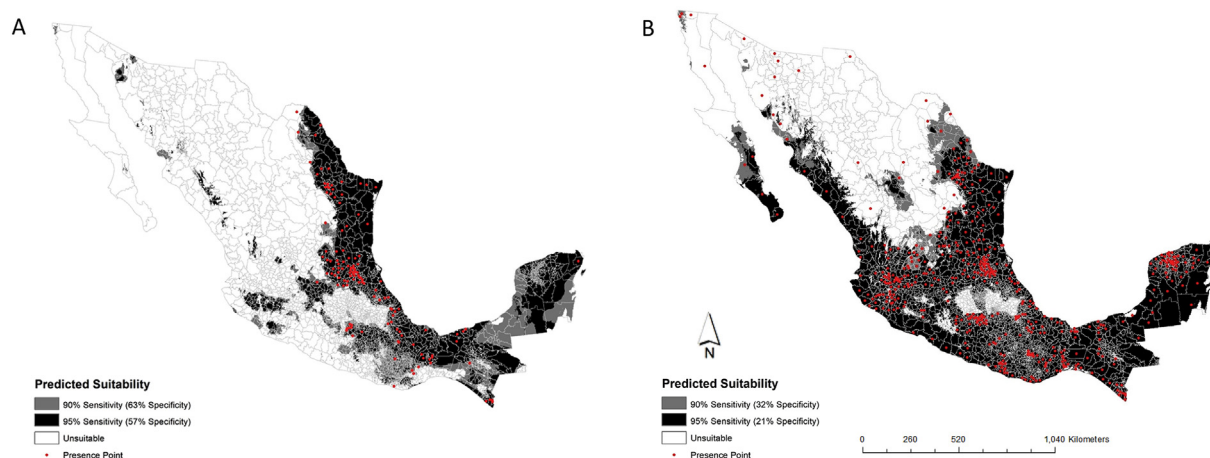 A
Predicted Suitability
90% Sensitivity (63% Specificity)
95% Sensitivity (57% Specificity)
Unsuitable
Presence Point
B
N
Predicted Suitability
90% Sensitivity (32% Specificity)
95% Sensitivity (21% Specificity)
Unsuitable
Presence Point
0 260 520 1,040 Kilometers